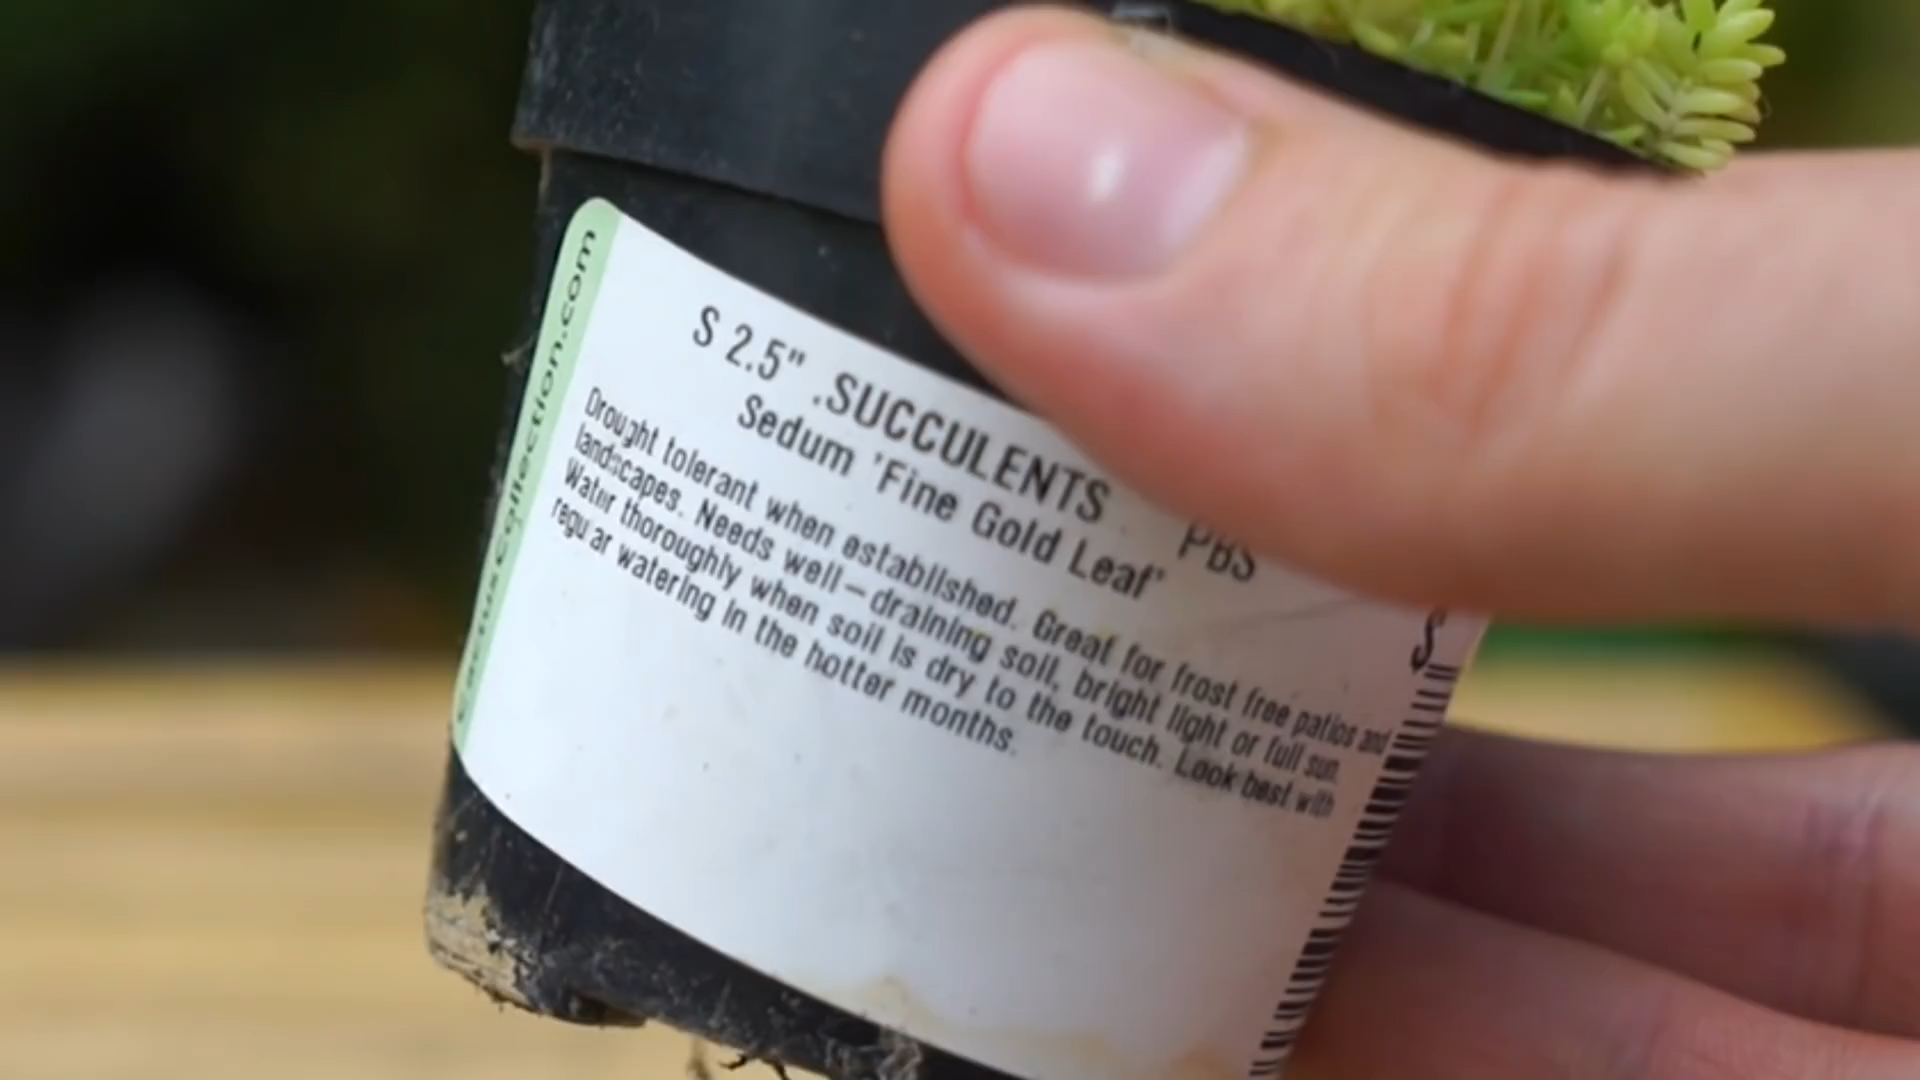 S 2.5" .SUCCULENTS PBS
Sedum 'Fine Gold Leaf'
Drought tolerant when established. Great for frost free patios and
landscapes. Needs well-draining soil, bright light or full sun.
Water thoroughly when soil is dry to the touch. Look best with
regular watering in the hotter months.
cactuscollection.com
S